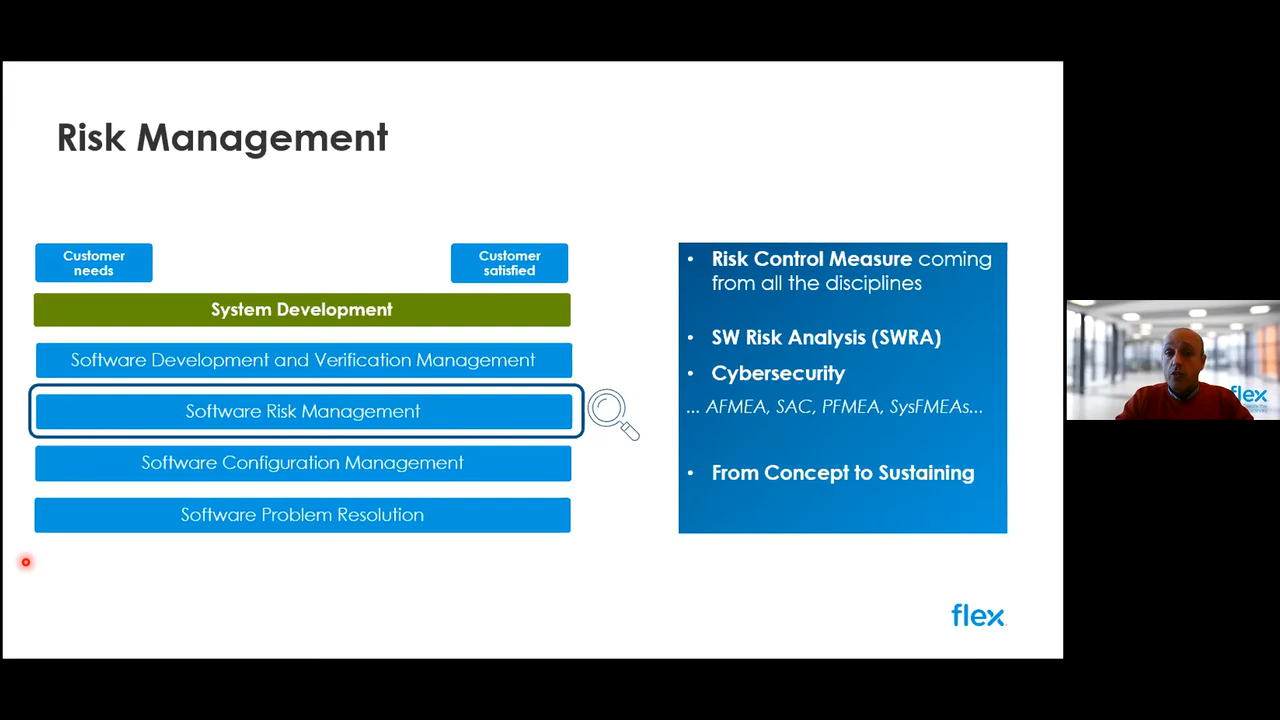 Risk Management
Customer
needs
Customer
satisfied
System Development
Software Development and Verification Management
Software Risk Management
Software Configuration Management
Software Problem Resolution
• Risk Control Measure coming
from all the disciplines
• SW Risk Analysis (SWRA)
• Cybersecurity
... AFMEA, SAC, PFMEA, SysFMEAs...
• From Concept to Sustaining
flex
flex